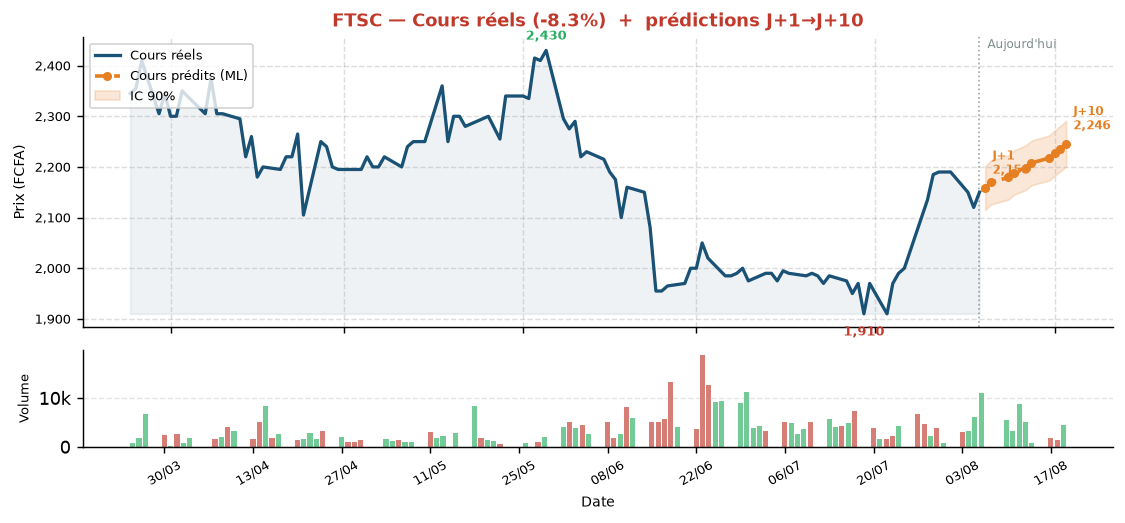 FTSC — Cours réels (-8.3%) + prédictions J+1→J+10
2,430
Aujourd'hui
Cours réels
Cours prédits (ML)
IC 90%
J+10
2,246
J+1
Prix (FCFA)
2,400
2,300
2,200
2,100
2,000
1,900
1,910
Volume
10k
0
30/03
13/04
27/04
11/05
25/05
08/06
22/06
06/07
20/07
03/08
17/08
Date